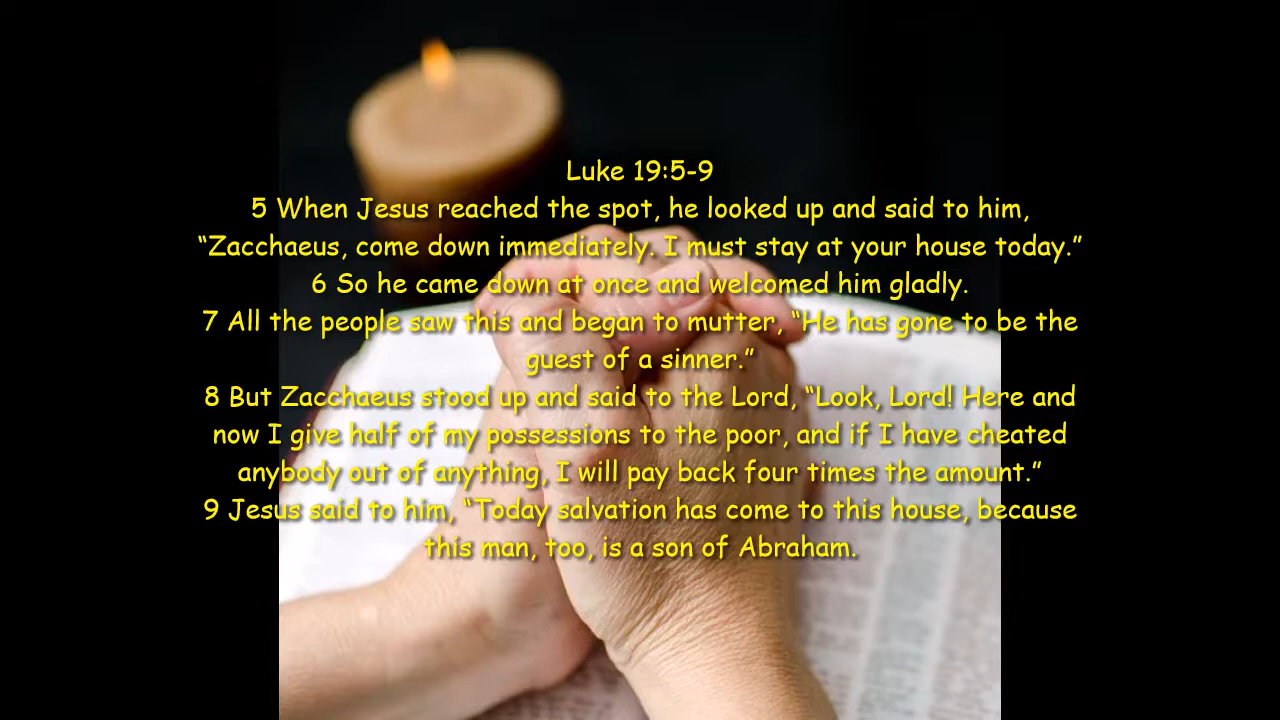 Luke 19:5-9
5 When Jesus reached the spot, he looked up and said to him,
“Zacchaeus, come down immediately. I must stay at your house today.”
6 So he came down at once and welcomed him gladly.
7 All the people saw this and began to mutter, “He has gone to be the
guest of a sinner.”
8 But Zacchaeus stood up and said to the Lord, “Look, Lord! Here and
now I give half of my possessions to the poor, and if I have cheated
anybody out of anything, I will pay back four times the amount.”
9 Jesus said to him, “Today salvation has come to this house, because
this man, too, is a son of Abraham.